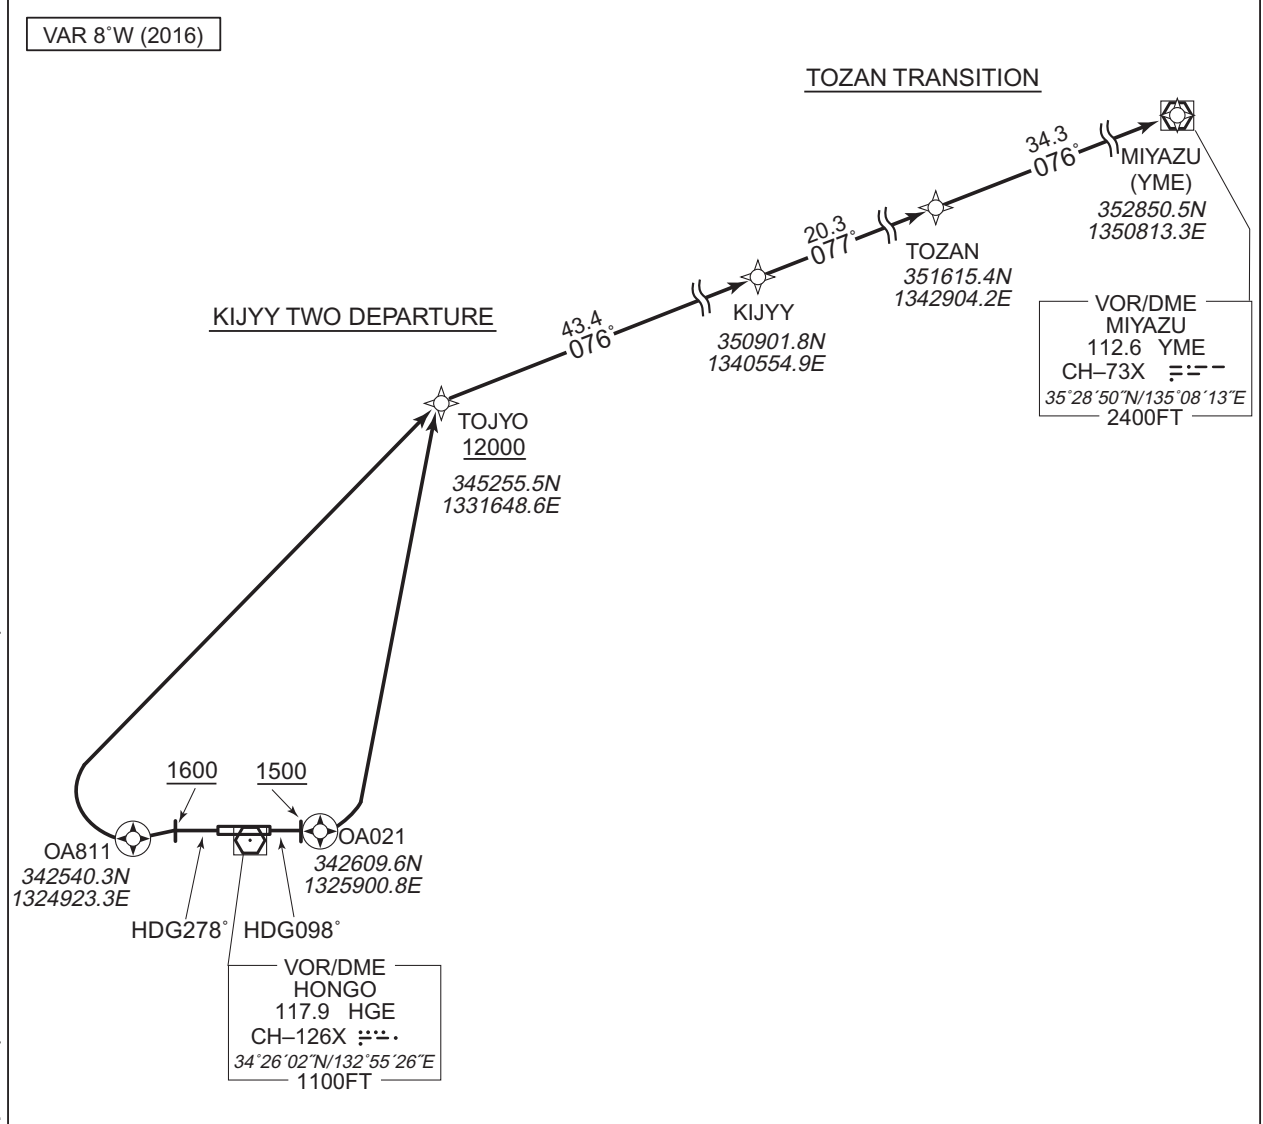 VAR 8°W (2016)
TOZAN TRANSITION
34.3
076°
MIYAZU
(YME)
352850.5N
1350813.3E
20.3
077°
TOZAN
351615.4N
1342904.2E
KIJYY TWO DEPARTURE
43.4
076°
KIJYY
350901.8N
1340554.9E
VOR/DME
MIYAZU
112.6 YME
CH–73X
35°28´50˝N/135°08´13˝E
2400FT
TOJYO
12000
345255.5N
1331648.6E
1600
1500
OA811
342540.3N
1324923.3E
OA021
342609.6N
1325900.8E
HDG278°
HDG098°
VOR/DME
HONGO
117.9 HGE
CH–126X
34°26´02˝N/132°55´26˝E
1100FT